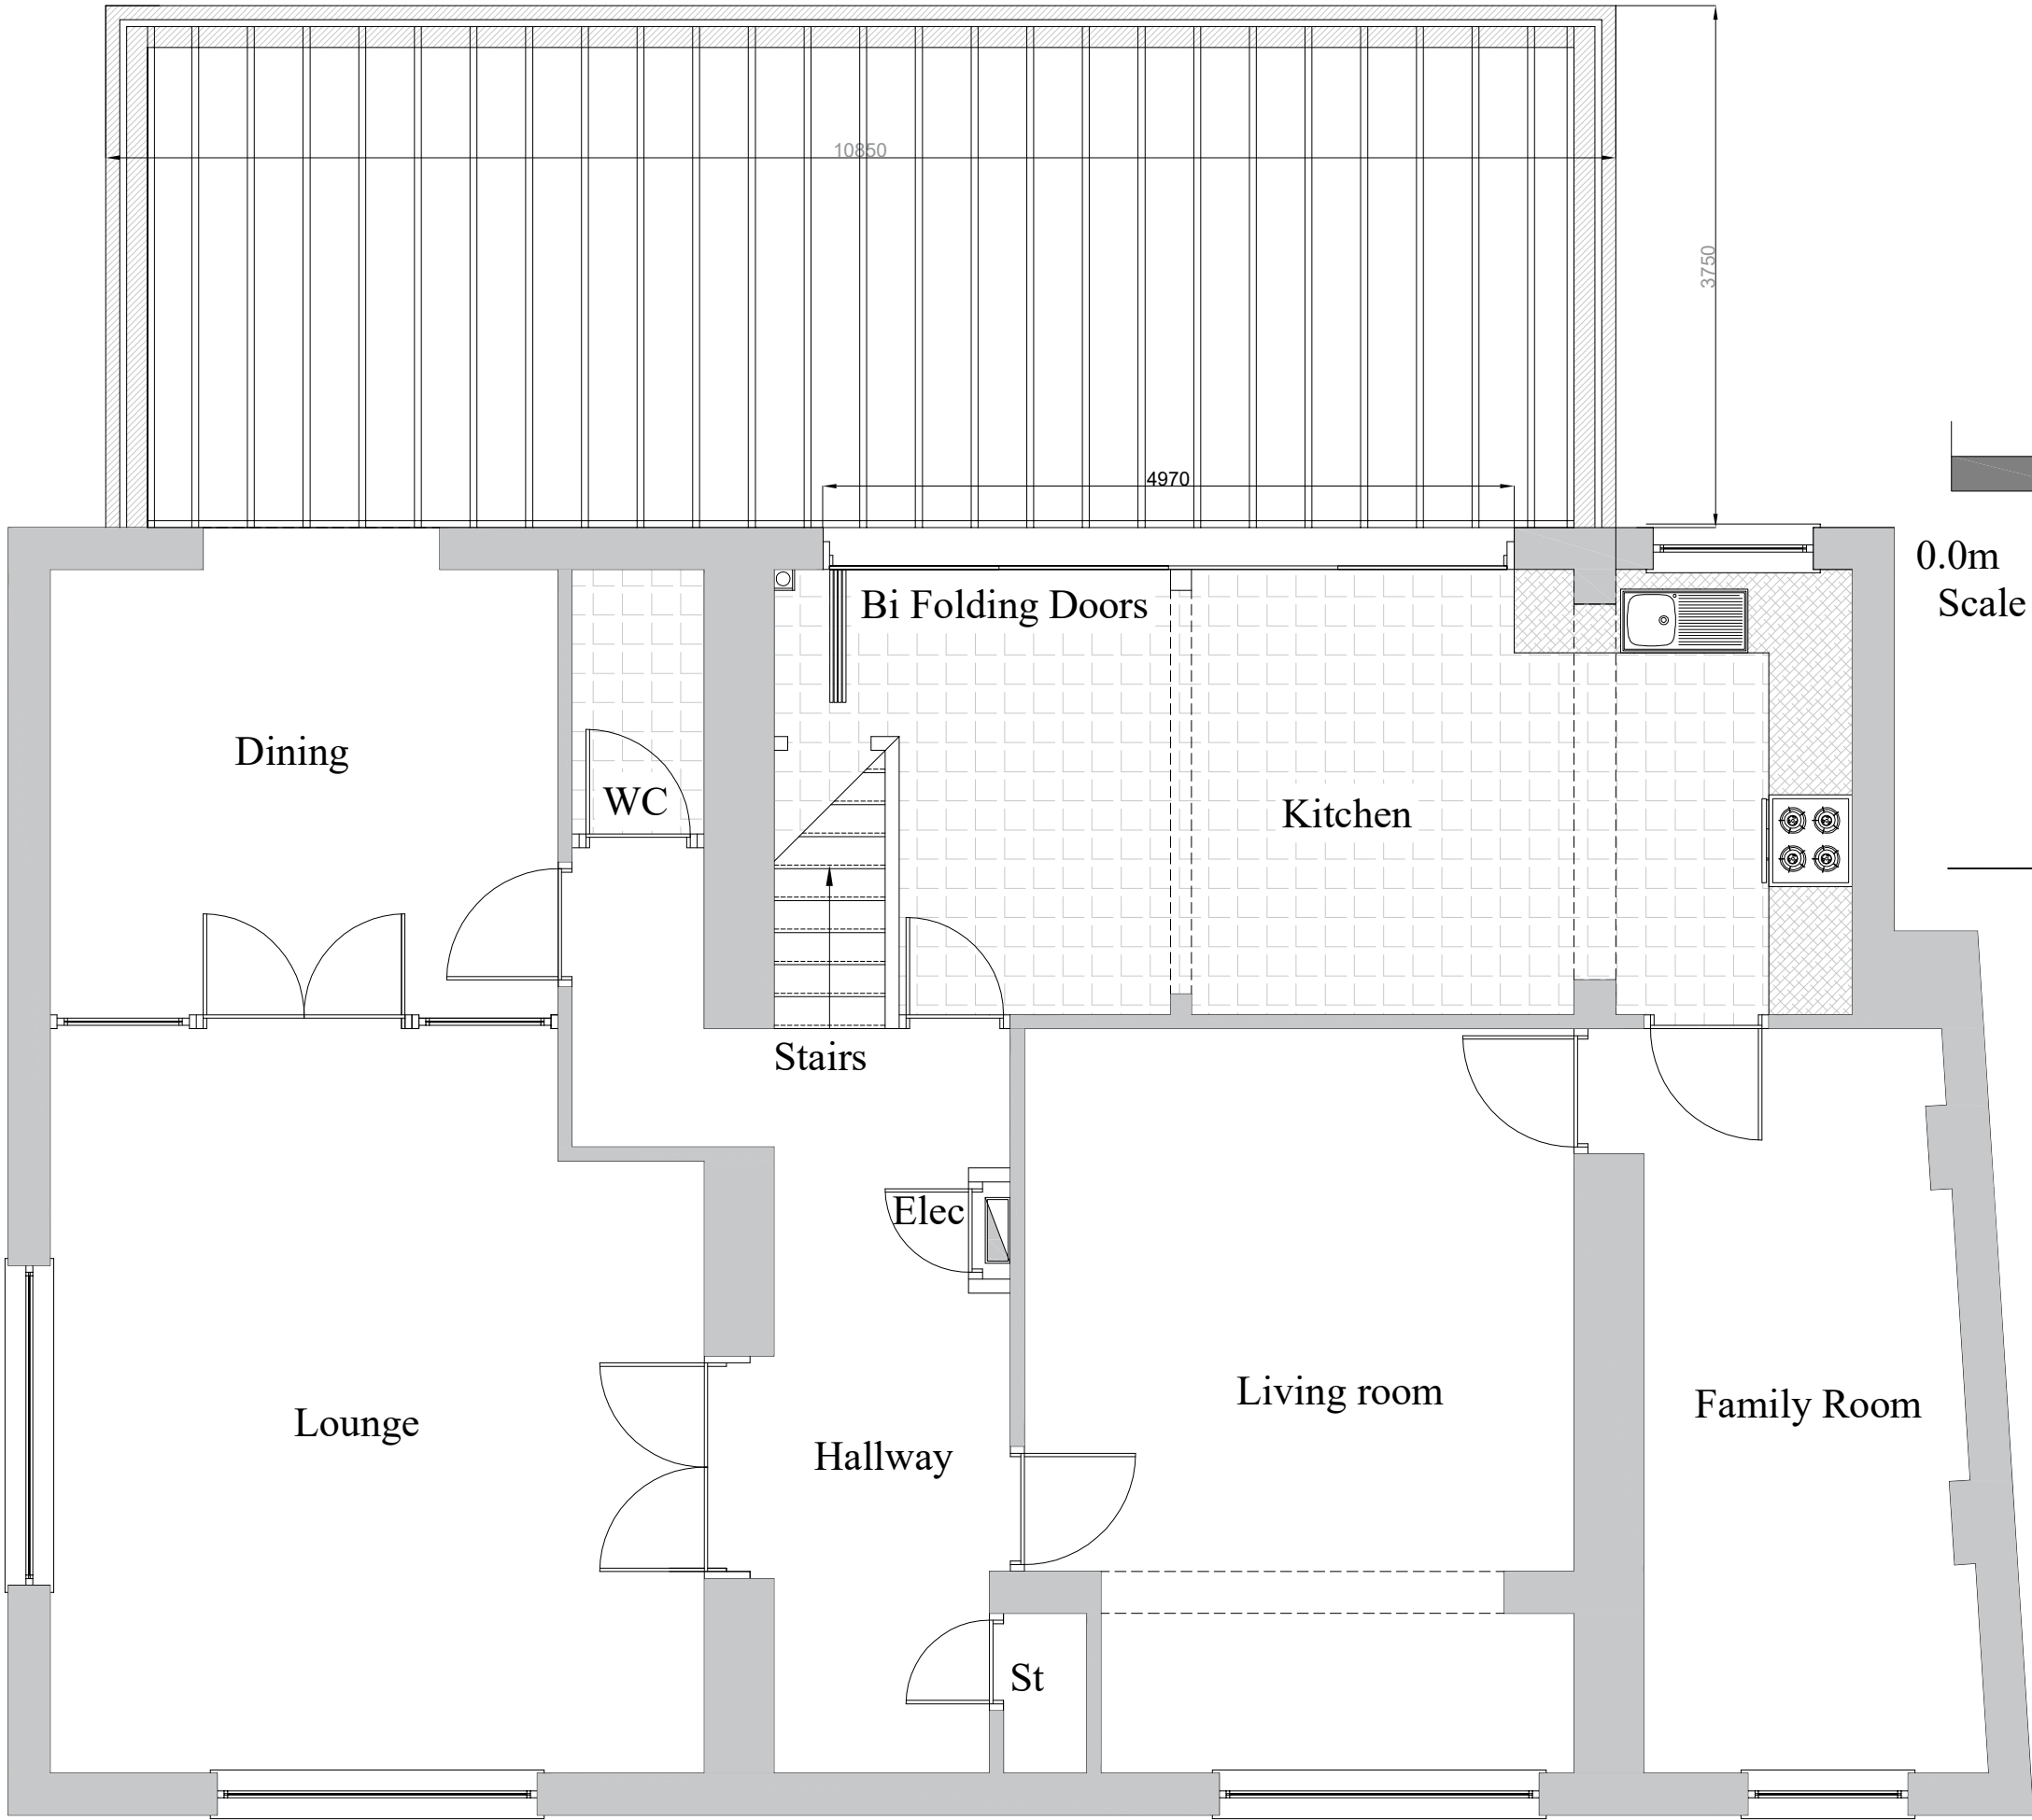 10850
3750
4970
0.0m
Scale
Bi Folding Doors
Dining
WC
Kitchen
Stairs
Elec
Living room
Family Room
Lounge
Hallway
St